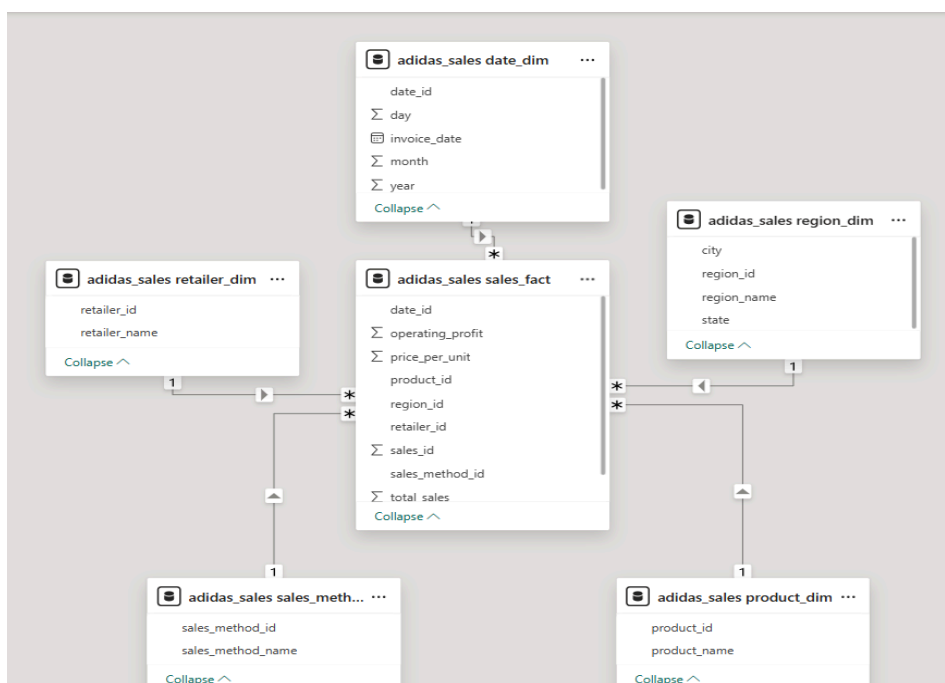 adidas_sales date_dim ...
date_id
∑ day
invoice_date
∑ month
∑ year
Collapse
adidas_sales region_dim ...
city
region_id
region_name
state
Collapse
1
adidas_sales retailer_dim ...
retailer_id
retailer_name
Collapse
1
*
adidas_sales sales_fact ...
date_id
∑ operating_profit
∑ price_per_unit
product_id
region_id
retailer_id
∑ sales_id
sales_method_id
∑ total_sales
Collapse
*
*
*
*
1
adidas_sales sales_meth... ...
sales_method_id
sales_method_name
Collapse
1
adidas_sales product_dim ...
product_id
product_name
Collapse